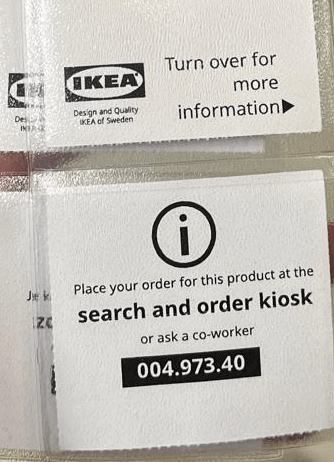 IKEA
Design and Quality
IKEA of Sweden
Turn over for
more
information▶
i
Place your order for this product at the
search and order kiosk
or ask a co-worker
004.973.40